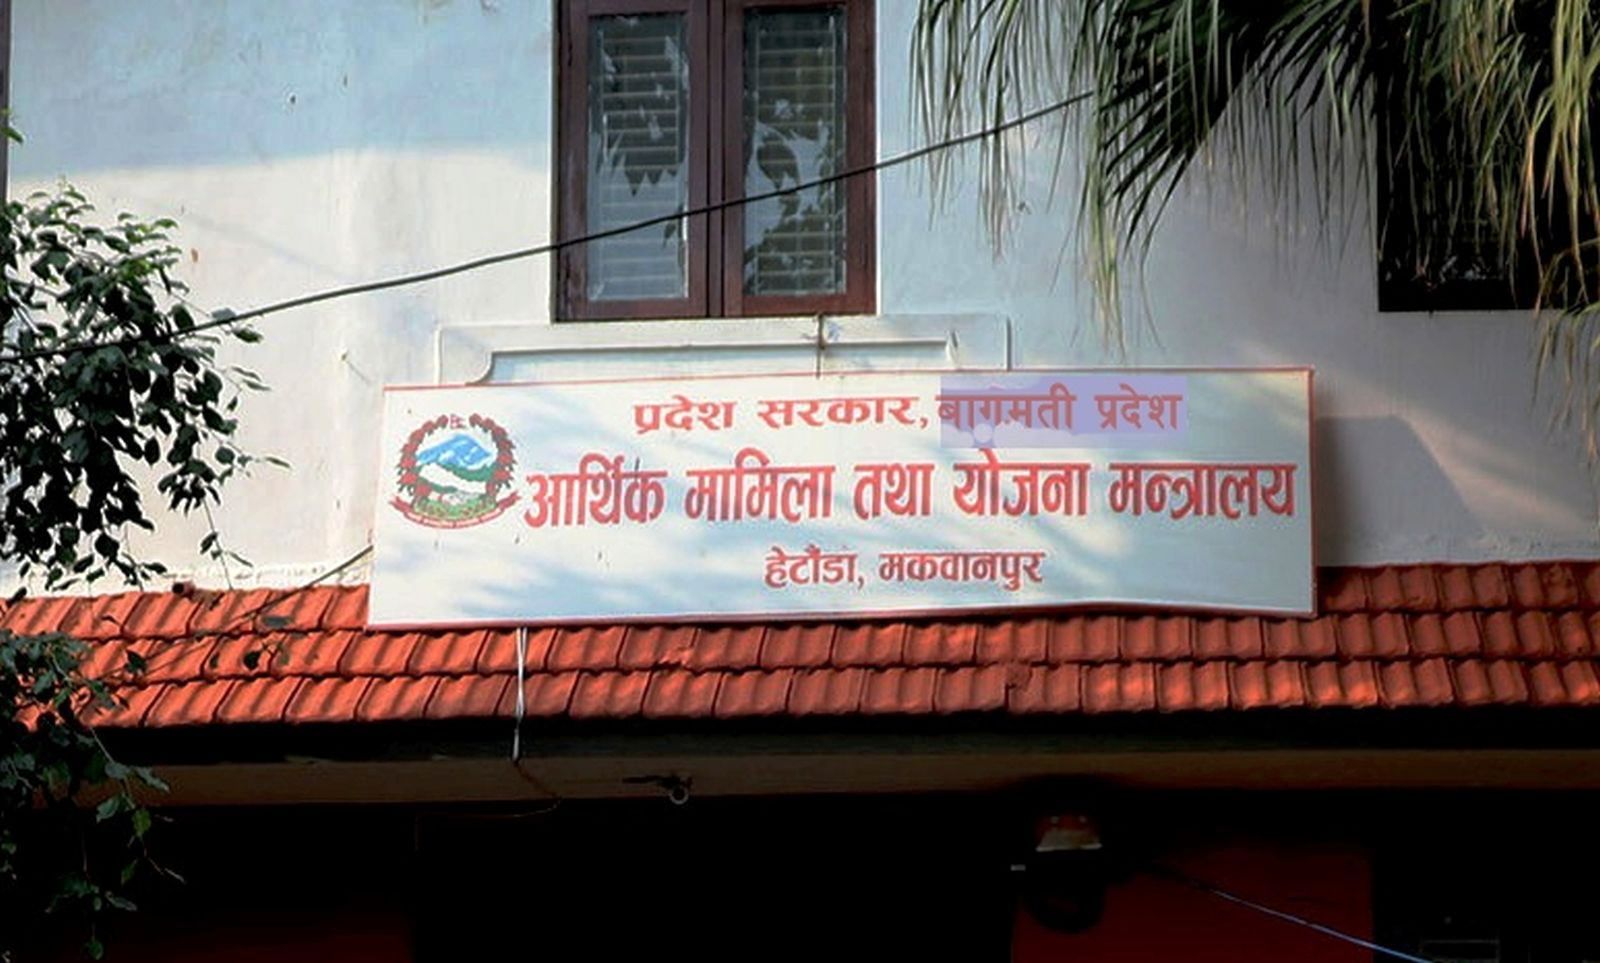 प्रदेश सरकार, बागमती प्रदेश
आर्थिक मामिला तथा योजना मन्त्रालय
हेटौंडा, मकवानपुर